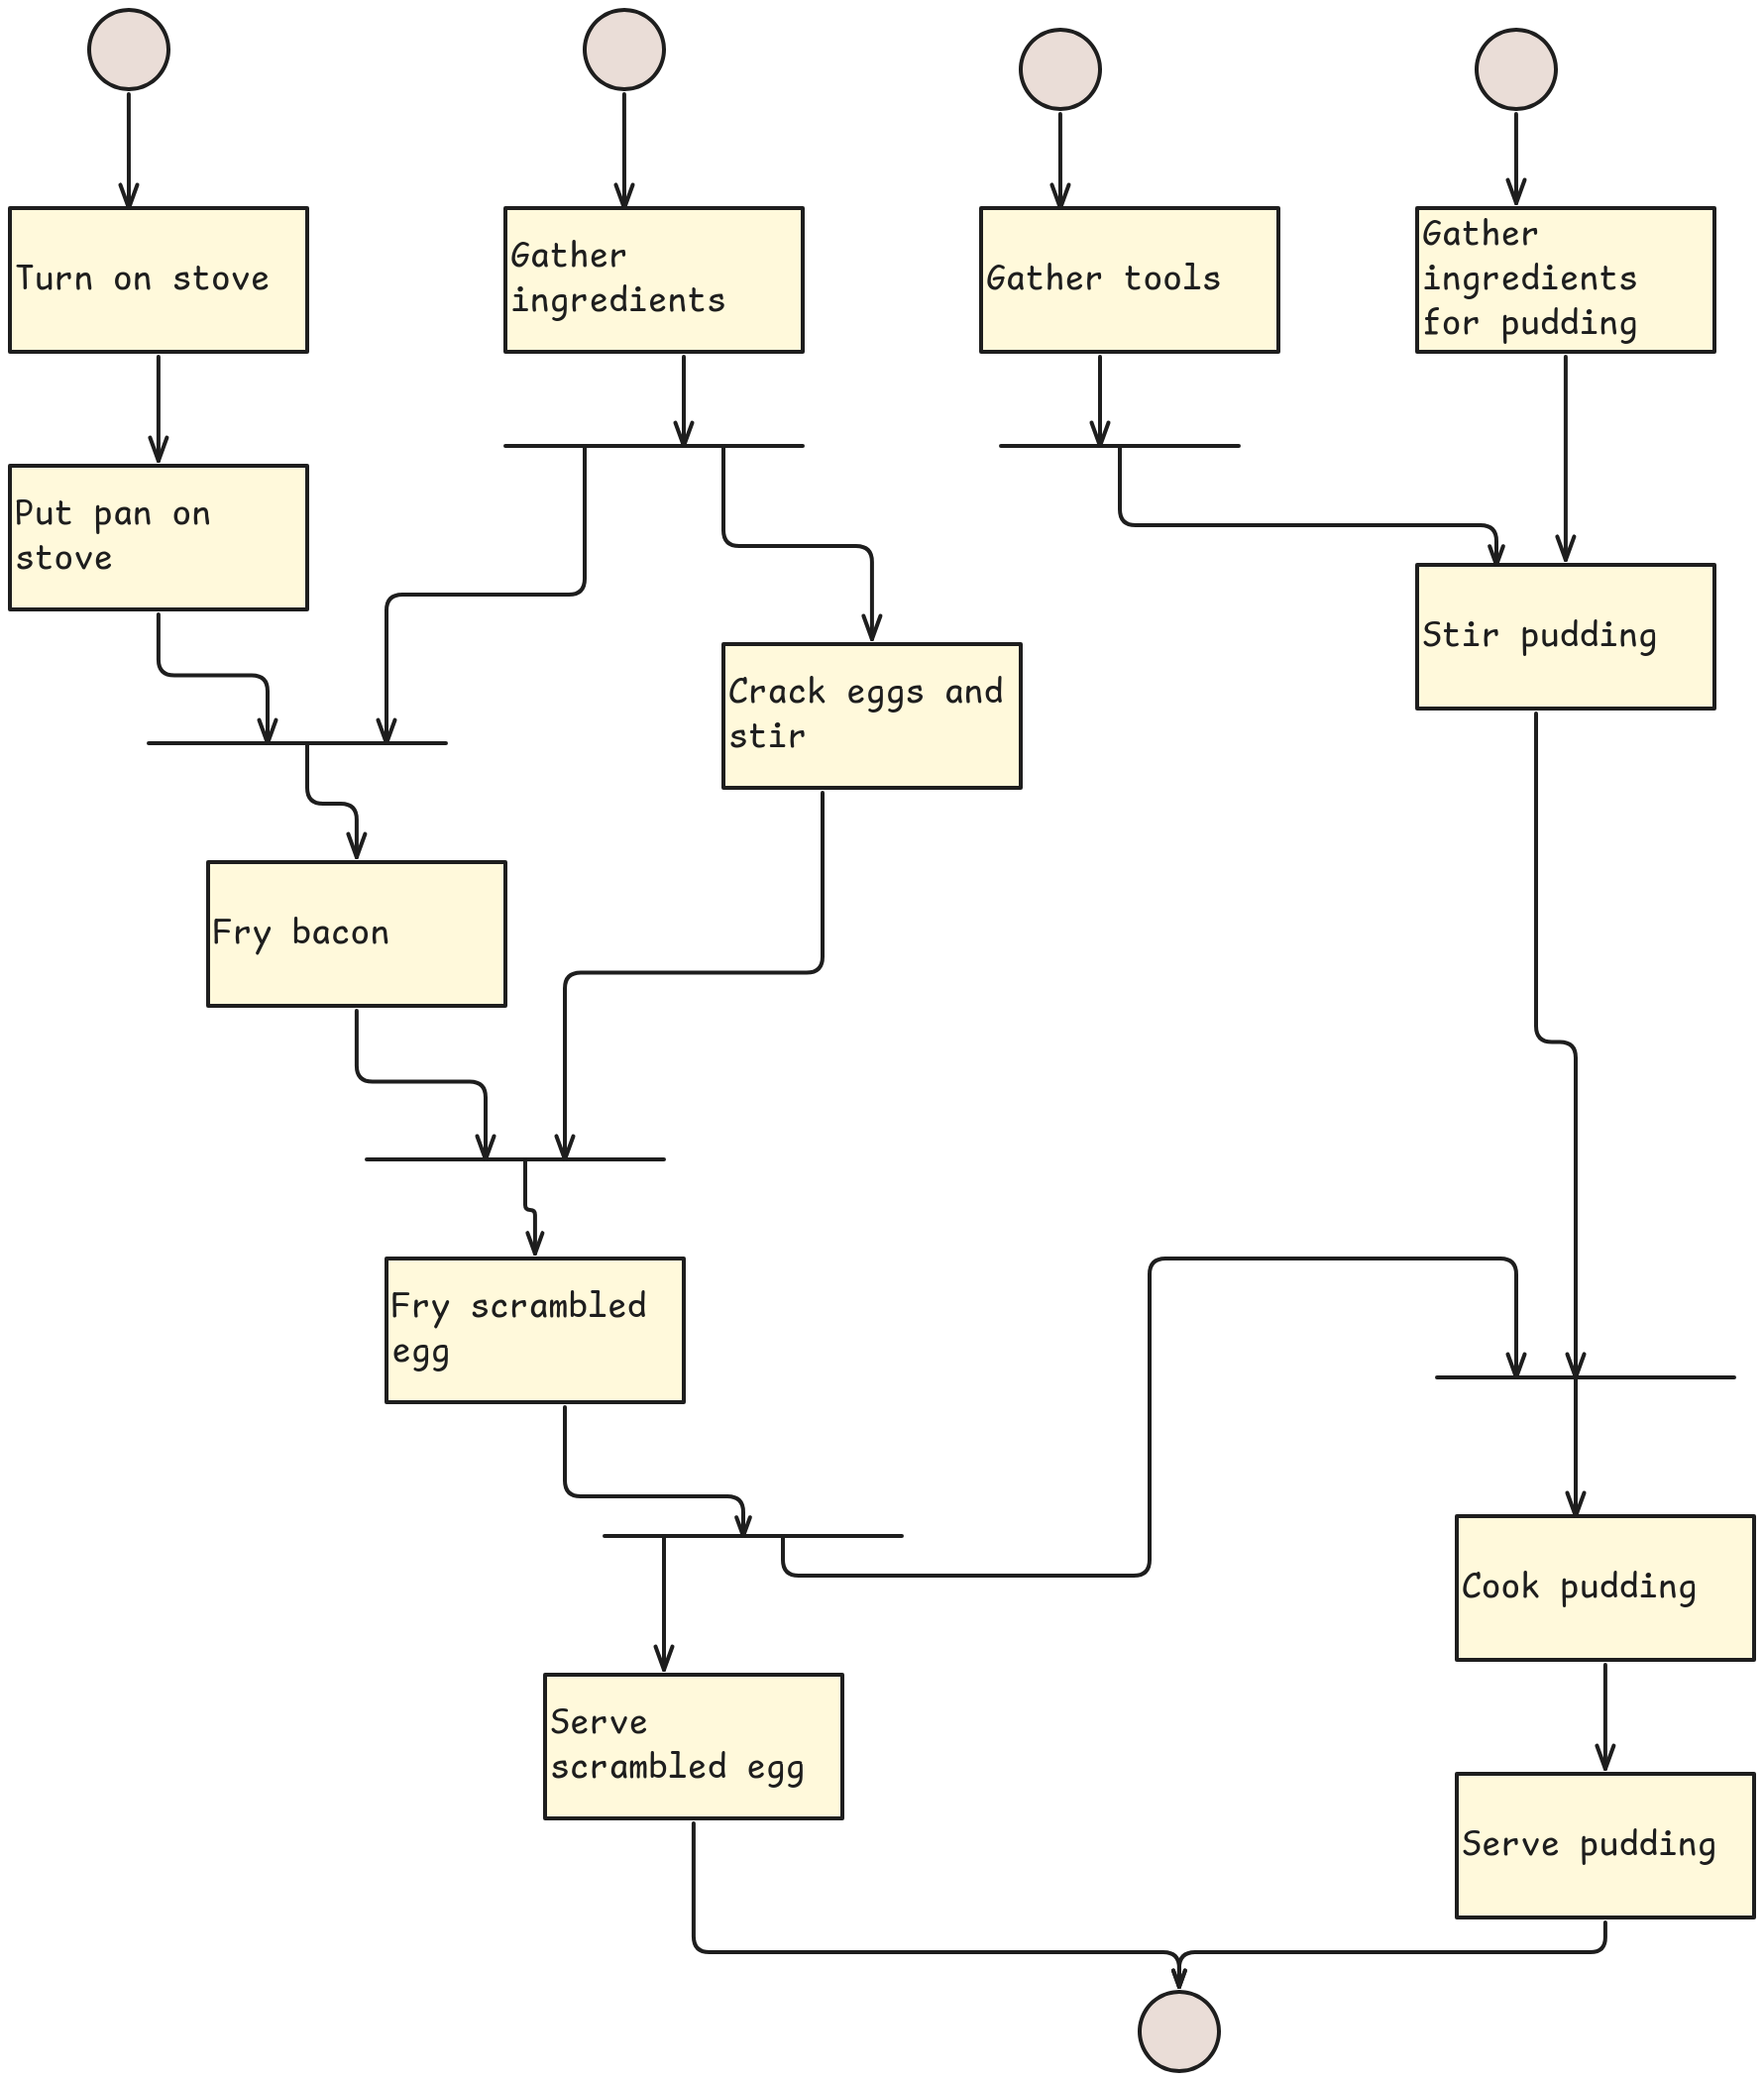 Turn on stove
Gather
ingredients
Gather tools
Gather
ingredients
for pudding
Put pan on
stove
Stir pudding
Crack eggs and
stir
Fry bacon
Fry scrambled
egg
Cook pudding
Serve
scrambled egg
Serve pudding